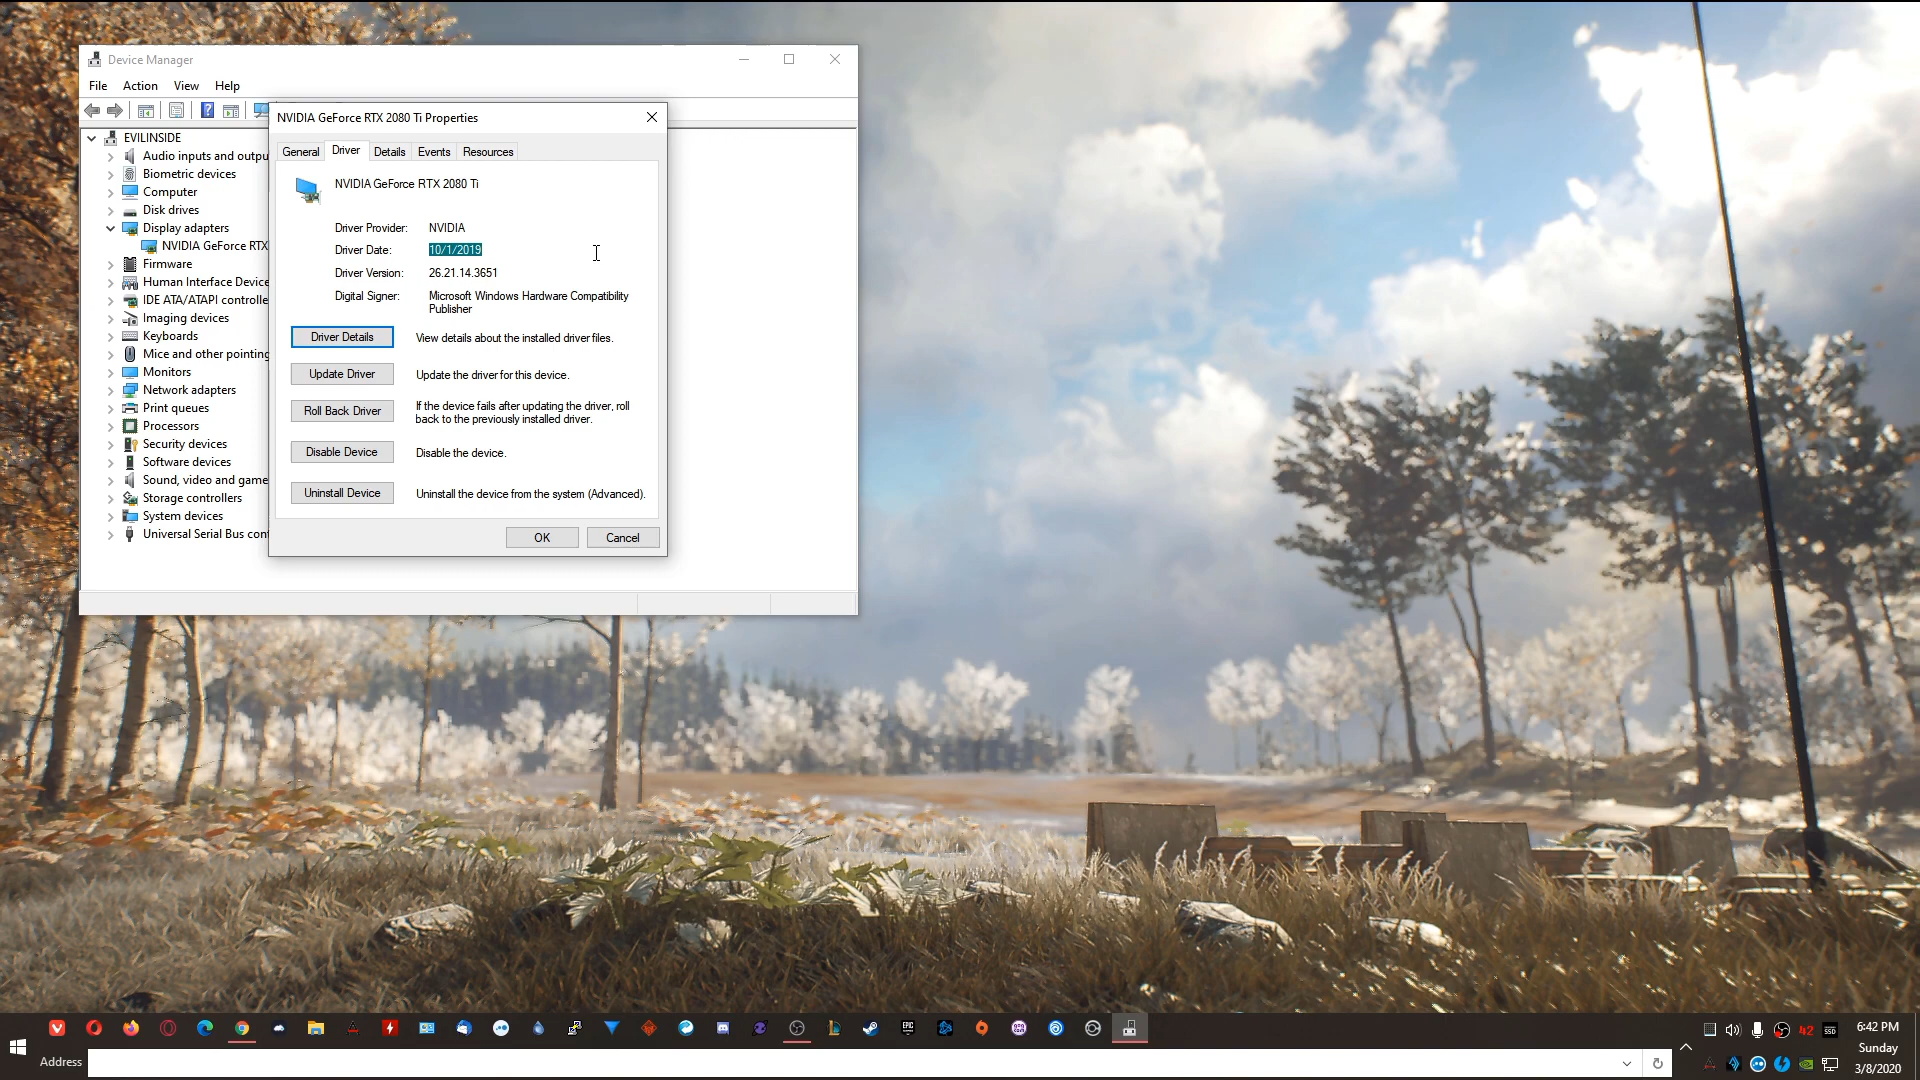 Device Manager
File Action View Help
NVIDIA GeForce RTX 2080 Ti Properties
EVILINSIDE
Audio inputs and outpu
Biometric devices
Computer
Disk drives
Display adapters
NVIDIA GeForce RTX
Firmware
Human Interface Device
IDE ATA/ATAPI controlle
Imaging devices
Keyboards
Mice and other pointing
Monitors
Network adapters
Print queues
Processors
Security devices
Software devices
Sound, video and game
Storage controllers
System devices
Universal Serial Bus con
General Driver Details Events Resources
NVIDIA GeForce RTX 2080 Ti
Driver Provider: NVIDIA
Driver Date: 10/1/2019
Driver Version: 26.21.14.3651
Digital Signer: Microsoft Windows Hardware Compatibility
Publisher
Driver Details View details about the installed driver files.
Update Driver Update the driver for this device.
Roll Back Driver If the device fails after updating the driver, roll
back to the previously installed driver.
Disable Device Disable the device.
Uninstall Device Uninstall the device from the system (Advanced).
OK Cancel
EPIC
42
SSD
6:42 PM
Sunday
3/8/2020
Address